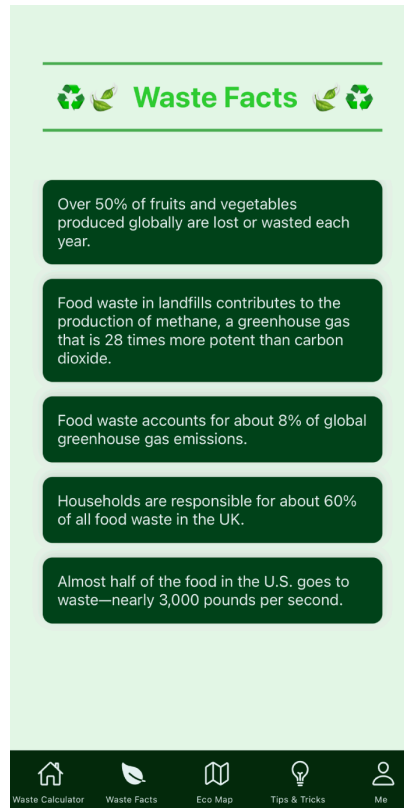 Waste Facts
Over 50% of fruits and vegetables
produced globally are lost or wasted each
year.
Food waste in landfills contributes to the
production of methane, a greenhouse gas
that is 28 times more potent than carbon
dioxide.
Food waste accounts for about 8% of global
greenhouse gas emissions.
Households are responsible for about 60%
of all food waste in the UK.
Almost half of the food in the U.S. goes to
waste—nearly 3,000 pounds per second.
Waste Calculator
Waste Facts
Eco Map
Tips & Tricks
Me